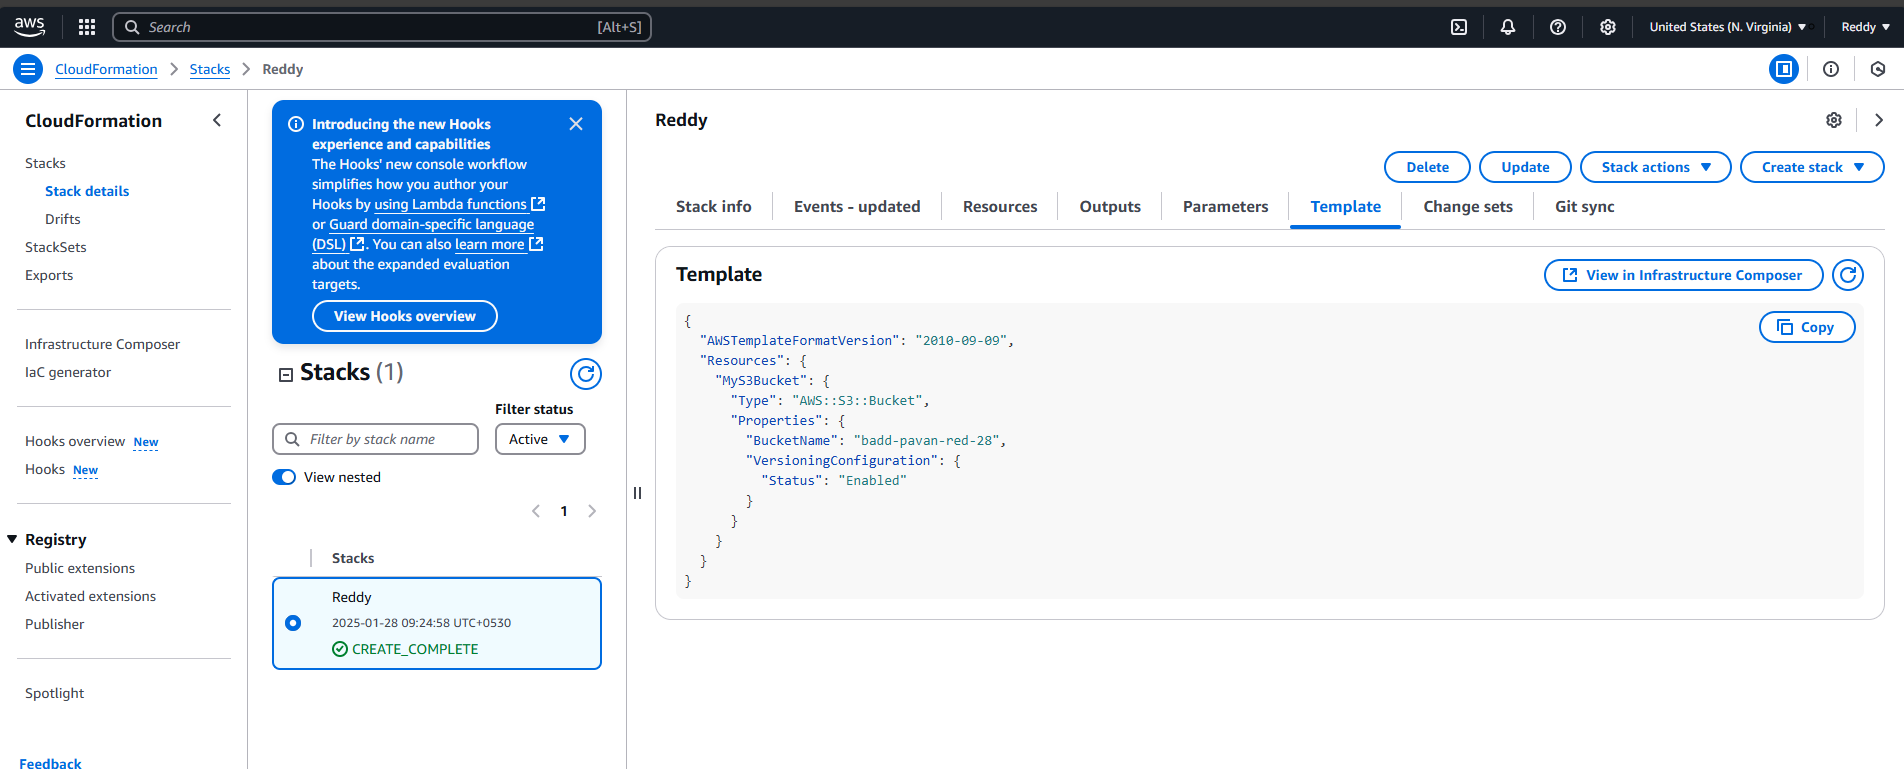 aws
Search
[Alt+S]
United States (N. Virginia)
Reddy
CloudFormation
Stacks
Reddy
CloudFormation
Stacks
Stack details
Drifts
StackSets
Exports
Infrastructure Composer
IaC generator
Hooks overview New
Hooks New
Registry
Public extensions
Activated extensions
Publisher
Spotlight
Feedback
Introducing the new Hooks
experience and capabilities
The Hooks' new console workflow
simplifies how you author your
Hooks by using Lambda functions
or Guard domain-specific language
(DSL) . You can also learn more
about the expanded evaluation
targets.
View Hooks overview
Stacks (1)
Filter status
Filter by stack name
Active
View nested
1
Stacks
Reddy
2025-01-28 09:24:58 UTC+0530
CREATE_COMPLETE
Reddy
Delete
Update
Stack actions
Create stack
Stack info
Events - updated
Resources
Outputs
Parameters
Template
Change sets
Git sync
Template
View in Infrastructure Composer
Copy
{
"AWSTemplateFormatVersion": "2010-09-09",
"Resources": {
"MyS3Bucket": {
"Type": "AWS::S3::Bucket",
"Properties": {
"BucketName": "badd-pavan-red-28",
"VersioningConfiguration": {
"Status": "Enabled"
}
}
}
}
}